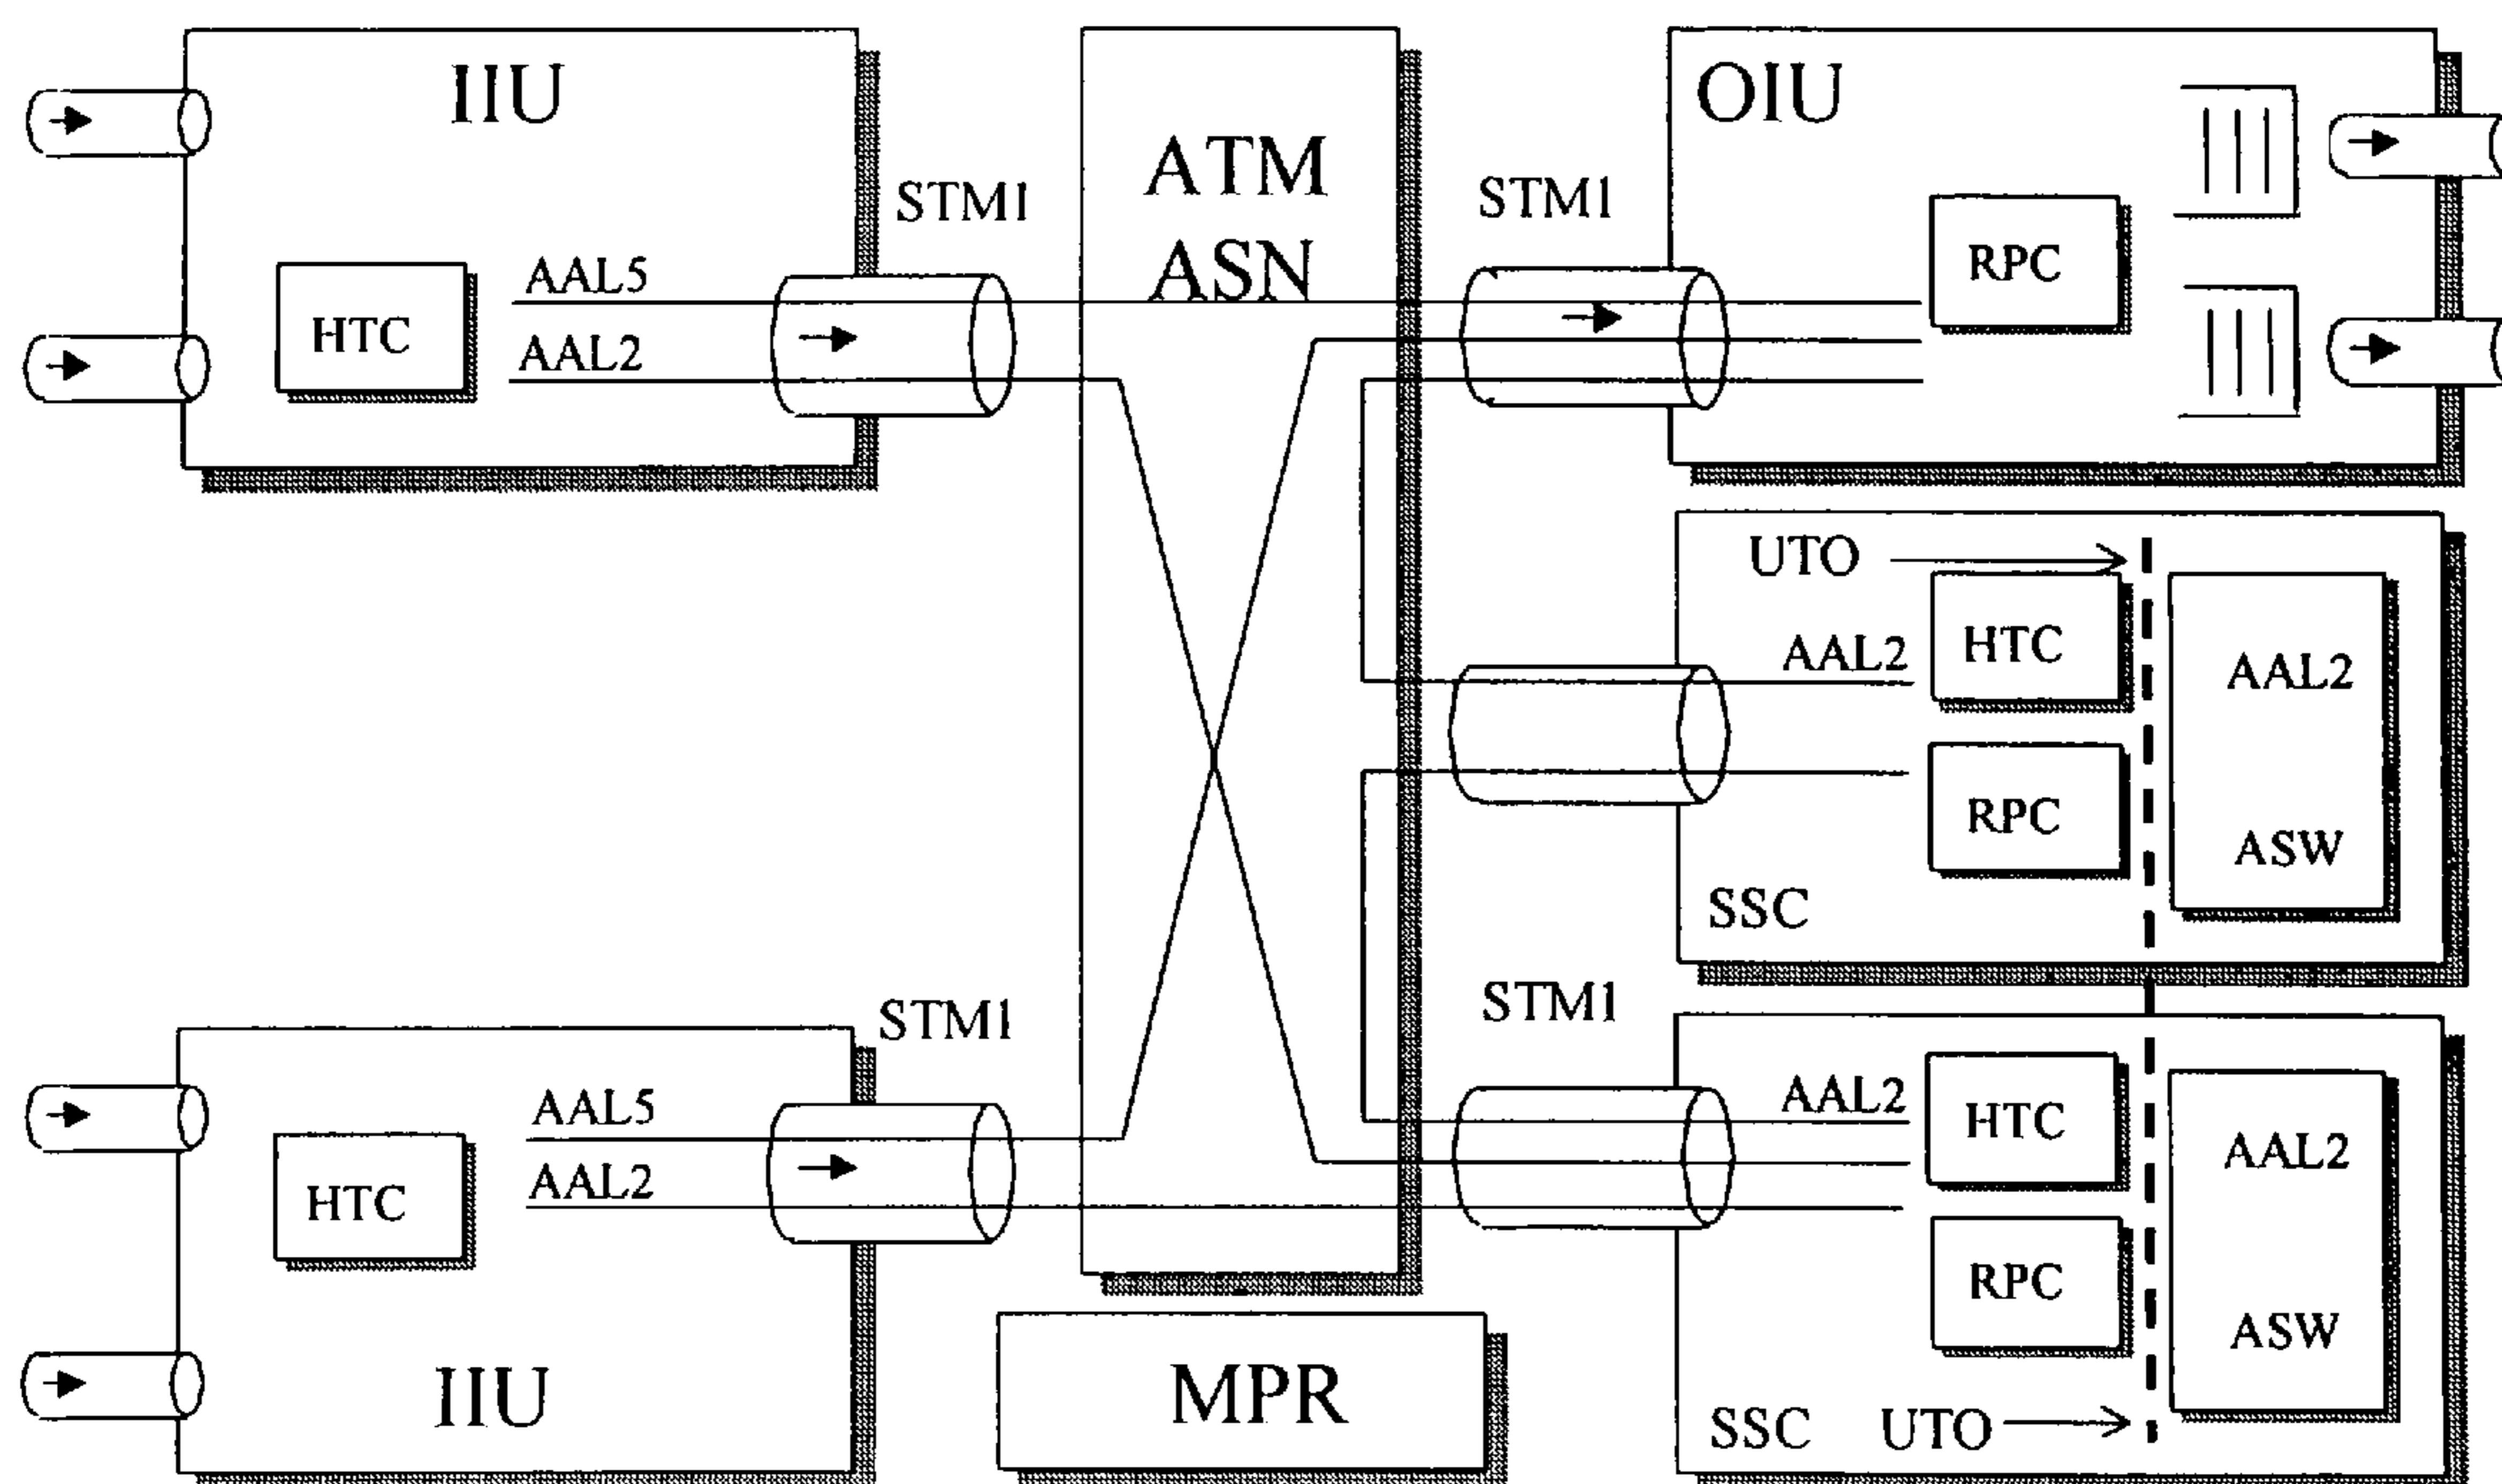 IIU
STM1
AAL5
HTC
AAL2
ATM
ASN
STM1
OIU
RPC
UTO
HTC
AAL2
AAL2
RPC
ASW
SSC
IIU
STM1
AAL5
HTC
AAL2
MPR
STM1
AAL2
HTC
AAL2
RPC
ASW
SSC
UTO